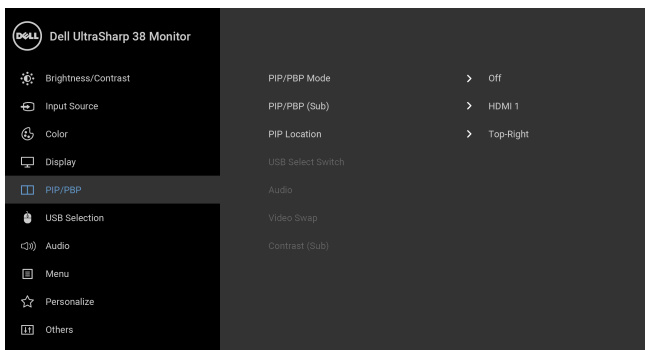 DELL Dell UltraSharp 38 Monitor
Brightness/Contrast PIP/PBP Mode > Off
Input Source PIP/PBP (Sub) > HDMI 1
Color PIP Location > Top-Right
Display USB Select Switch
PIP/PBP Audio
USB Selection Video Swap
Audio Contrast (Sub)
Menu
Personalize
Others